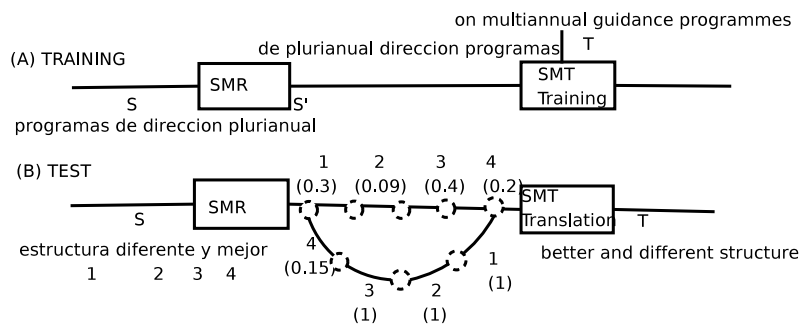 on multiannual guidance programmes
de plurianual direccion programas T
(A) TRAINING
SMR SMT
S S' Training
programas de direccion plurianual
1 2 3 4
(B) TEST (0.3) (0.09) (0.4) (0.2)
SMR SMT
S Translation T
estructura diferente y mejor 4 better and different structure
1 2 3 4 (0.15) 1
3 2 (1)
(1) (1)